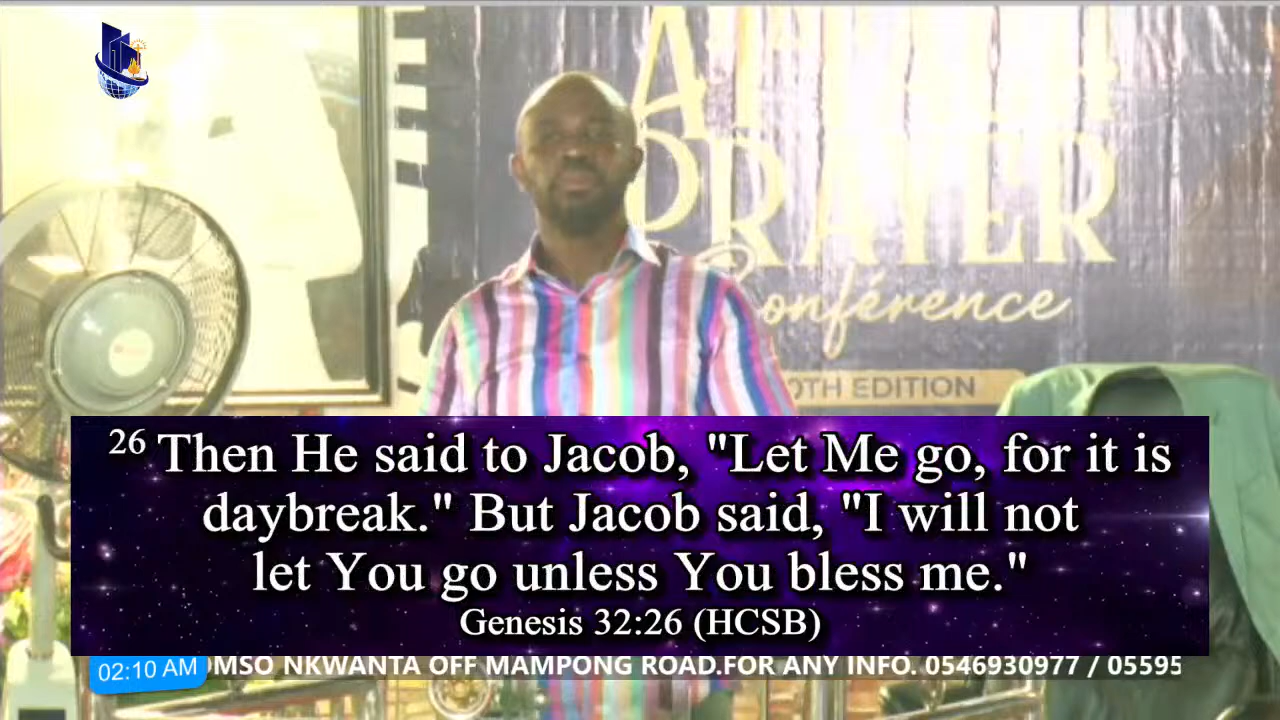 PRAYER
Conférence
0TH EDITION
26 Then He said to Jacob, "Let Me go, for it is
daybreak." But Jacob said, "I will not
let You go unless You bless me."
Genesis 32:26 (HCSB)
02:10 AM
OMSO NKWANTA OFF MAMPONG ROAD.FOR ANY INFO. 0546930977 / 05595